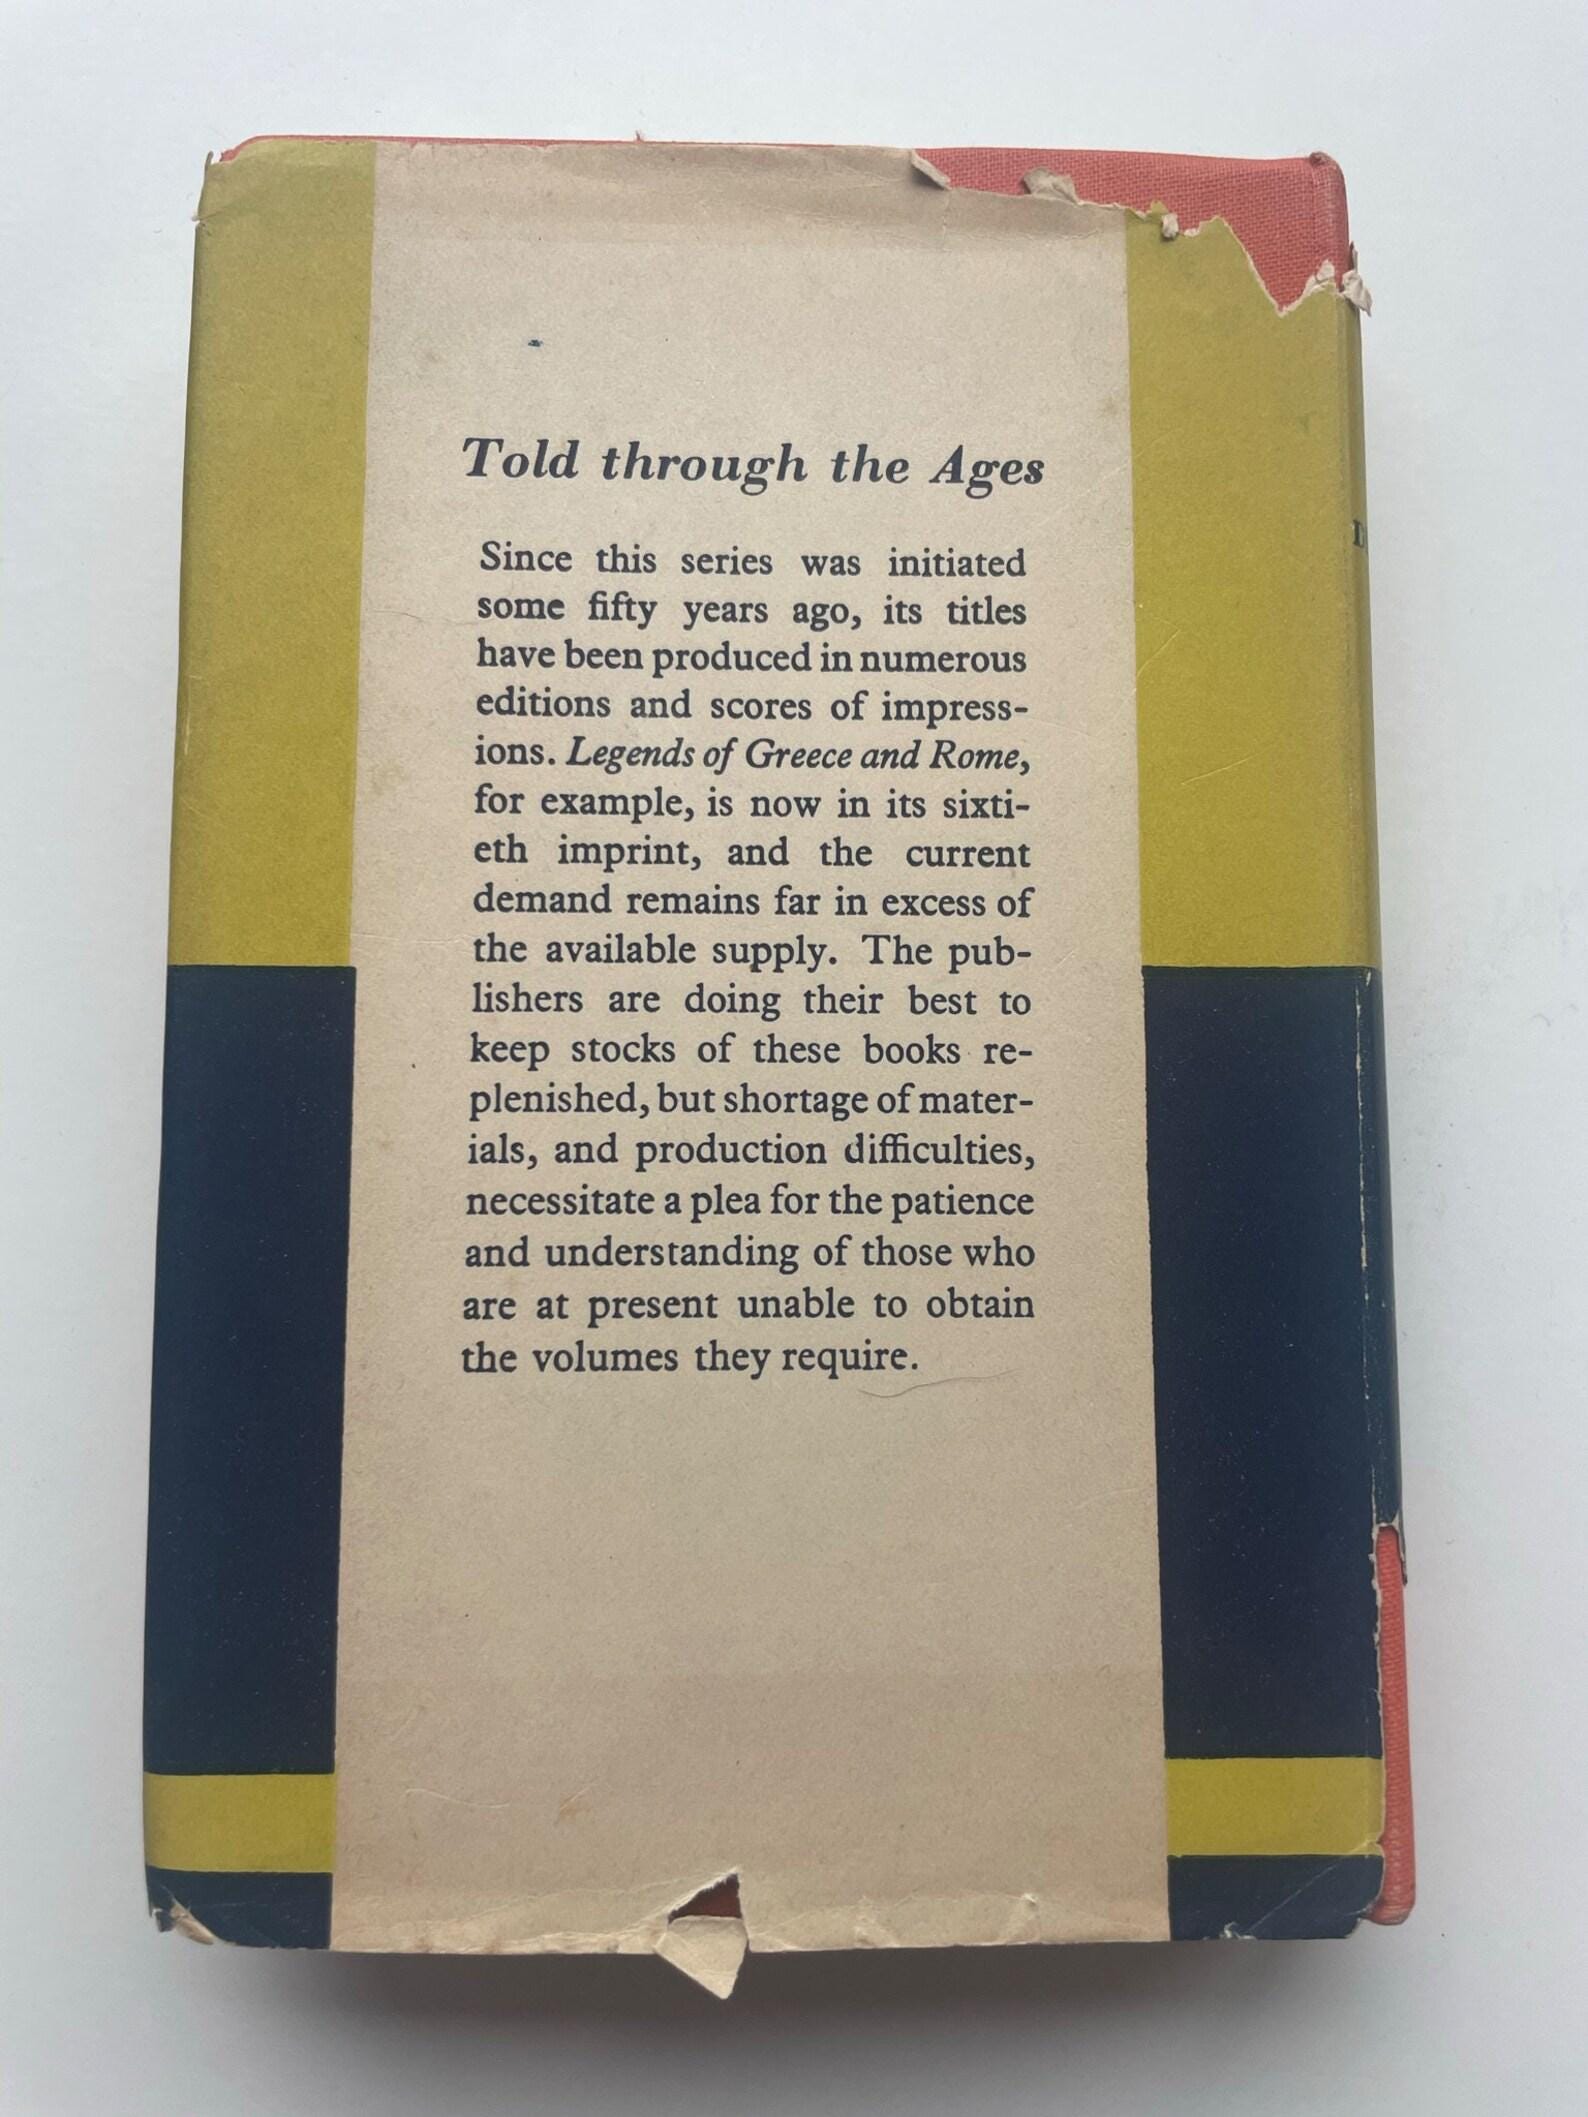 Told through the Ages
Since this series was initiated
some fifty years ago, its titles
have been produced in numerous
editions and scores of impress-
ions. Legends of Greece and Rome,
for example, is now in its sixti-
eth imprint, and the current
demand remains far in excess of
the available supply. The pub-
lishers are doing their best to
keep stocks of these books re-
plenished, but shortage of mater-
ials, and production difficulties,
necessitate a plea for the patience
and understanding of those who
are at present unable to obtain
the volumes they require.